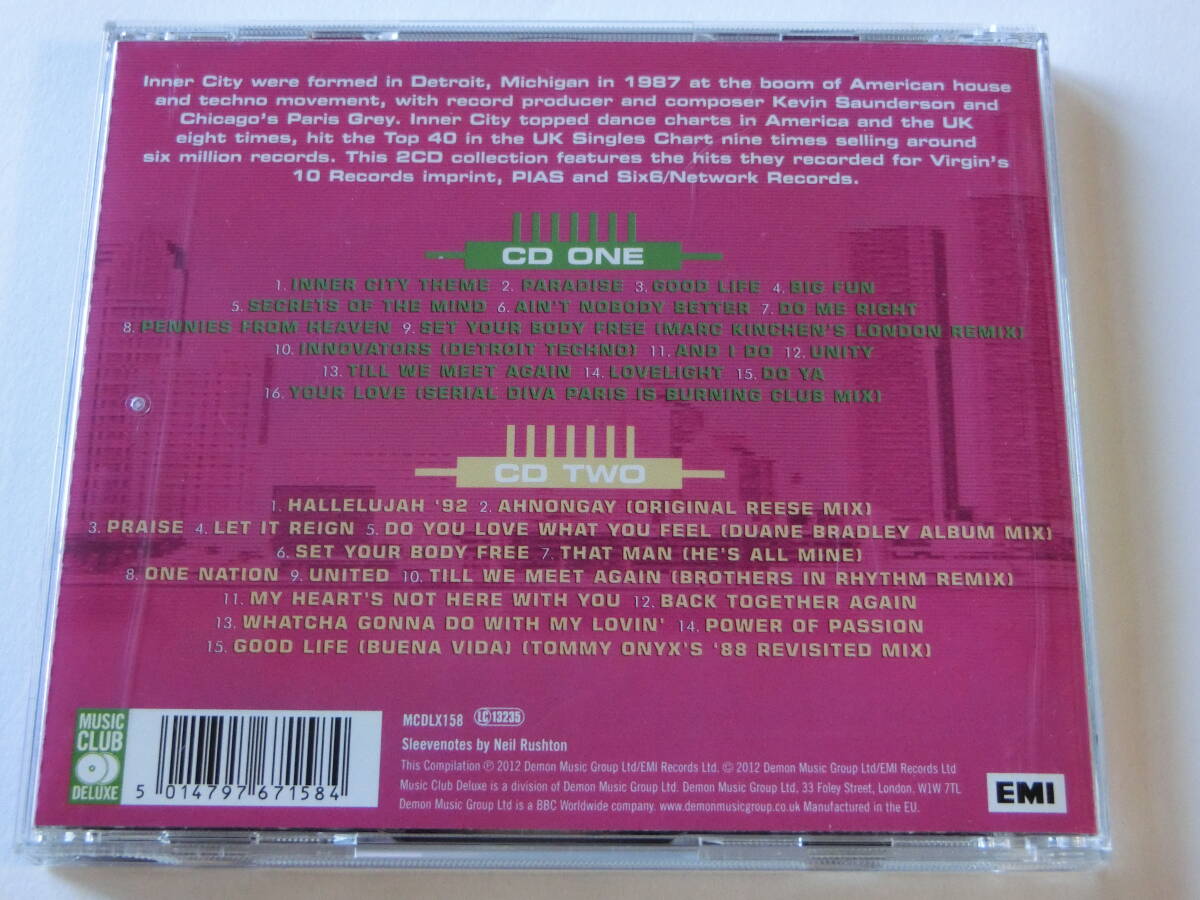 Inner City were formed in Detroit, Michigan in 1987 at the boom of American house
and techno movement, with record producer and composer Kevin Saunderson and
Chicago's Paris Grey. Inner City topped dance charts in America and the UK
eight times, hit the Top 40 in the UK Singles Chart nine times selling around
six million records. This 2CD collection features the hits they recorded for Virgin's
10 Records imprint, PIAS and Six6/Network Records.
CD ONE
1. INNER CITY THEME 2. PARADISE 3. GOOD LIFE 4. BIG FUN
5. SECRETS OF THE MIND 6. AIN'T NOBODY BETTER 7. DO ME RIGHT
8. PENNIES FROM HEAVEN 9. SET YOUR BODY FREE (MARC KINCHEN'S LONDON REMIX)
10. INNOVATORS (DETROIT TECHNO) 11. AND I DO 12. UNITY
13. TILL WE MEET AGAIN 14. LOVELIGHT 15. DO YA
16. YOUR LOVE (SERIAL DIVA PARIS IS BURNING CLUB MIX)
CD TWO
1. HALLELUJAH '92 2. AHNONGAY (ORIGINAL REESE MIX)
3. PRAISE 4. LET IT REIGN 5. DO YOU LOVE WHAT YOU FEEL (DUANE BRADLEY ALBUM MIX)
6. SET YOUR BODY FREE 7. THAT MAN (HE'S ALL MINE)
8. ONE NATION 9. UNITED 10. TILL WE MEET AGAIN (BROTHERS IN RHYTHM REMIX)
11. MY HEART'S NOT HERE WITH YOU 12. BACK TOGETHER AGAIN
13. WHATCHA GONNA DO WITH MY LOVIN' 14. POWER OF PASSION
15. GOOD LIFE (BUENA VIDA) (TOMMY ONYX'S '88 REVISITED MIX)
MUSIC
CLUB
DELUXE
5 014797 671584
MCDLX158 LC 13235
Sleevenotes by Neil Rushton
This Compilation ℗ 2012 Demon Music Group Ltd/EMI Records Ltd. © 2012 Demon Music Group Ltd/EMI Records Ltd
Music Club Deluxe is a division of Demon Music Group Ltd. Demon Music Group Ltd, 33 Foley Street, London, W1W 7TL
Demon Music Group Ltd is a BBC Worldwide company. www.demonmusicgroup.co.uk Manufactured in the EU.
EMI